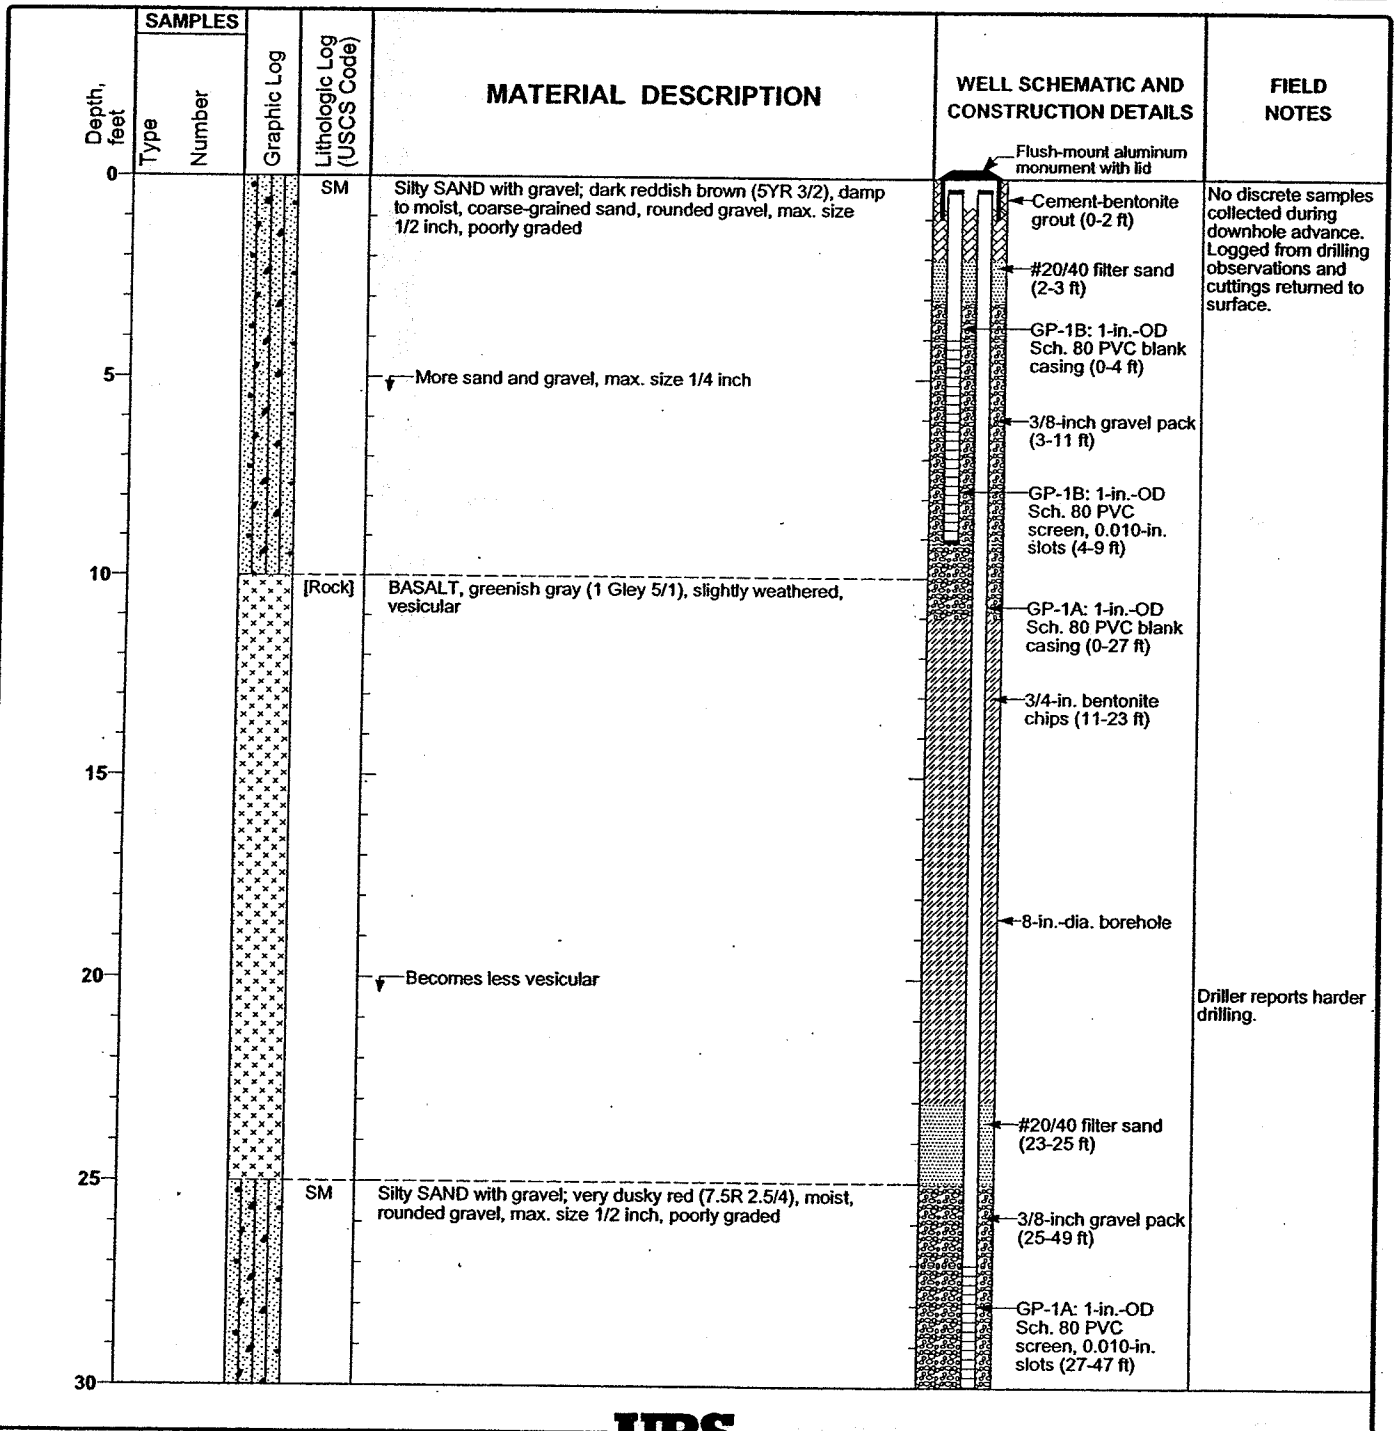 SAMPLES
Depth, feet
Type
Number
Graphic Log
Lithologic Log (USCS Code)
MATERIAL DESCRIPTION
WELL SCHEMATIC AND
CONSTRUCTION DETAILS
FIELD
NOTES
Flush-mount aluminum
monument with lid
0
SM
Silty SAND with gravel; dark reddish brown (5YR 3/2), damp
to moist, coarse-grained sand, rounded gravel, max. size
1/2 inch, poorly graded
Cement-bentonite
grout (0-2 ft)
No discrete samples
collected during
downhole advance.
Logged from drilling
observations and
cuttings returned to
surface.
#20/40 filter sand
(2-3 ft)
GP-1B: 1-in.-OD
Sch. 80 PVC blank
casing (0-4 ft)
5
More sand and gravel, max. size 1/4 inch
3/8-inch gravel pack
(3-11 ft)
GP-1B: 1-in.-OD
Sch. 80 PVC
screen, 0.010-in.
slots (4-9 ft)
10
[Rock]
BASALT, greenish gray (1 Gley 5/1), slightly weathered,
vesicular
GP-1A: 1-in.-OD
Sch. 80 PVC blank
casing (0-27 ft)
3/4-in. bentonite
chips (11-23 ft)
15
8-in.-dia. borehole
20
Becomes less vesicular
Driller reports harder
drilling.
#20/40 filter sand
(23-25 ft)
25
SM
Silty SAND with gravel; very dusky red (7.5R 2.5/4), moist,
rounded gravel, max. size 1/2 inch, poorly graded
3/8-inch gravel pack
(25-49 ft)
GP-1A: 1-in.-OD
Sch. 80 PVC
screen, 0.010-in.
slots (27-47 ft)
30